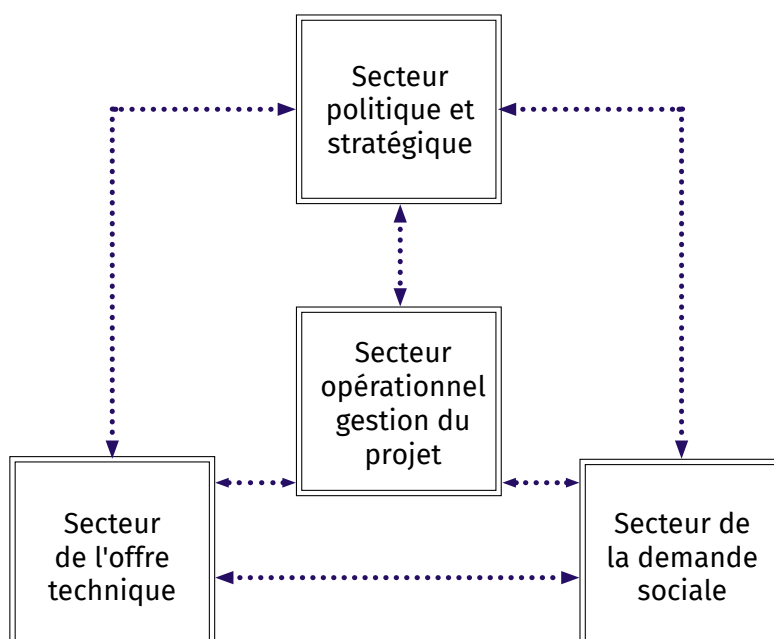 Secteur
politique et
stratégique
Secteur
opérationnel
gestion du
projet
Secteur
de l'offre
technique
Secteur de
la demande
sociale